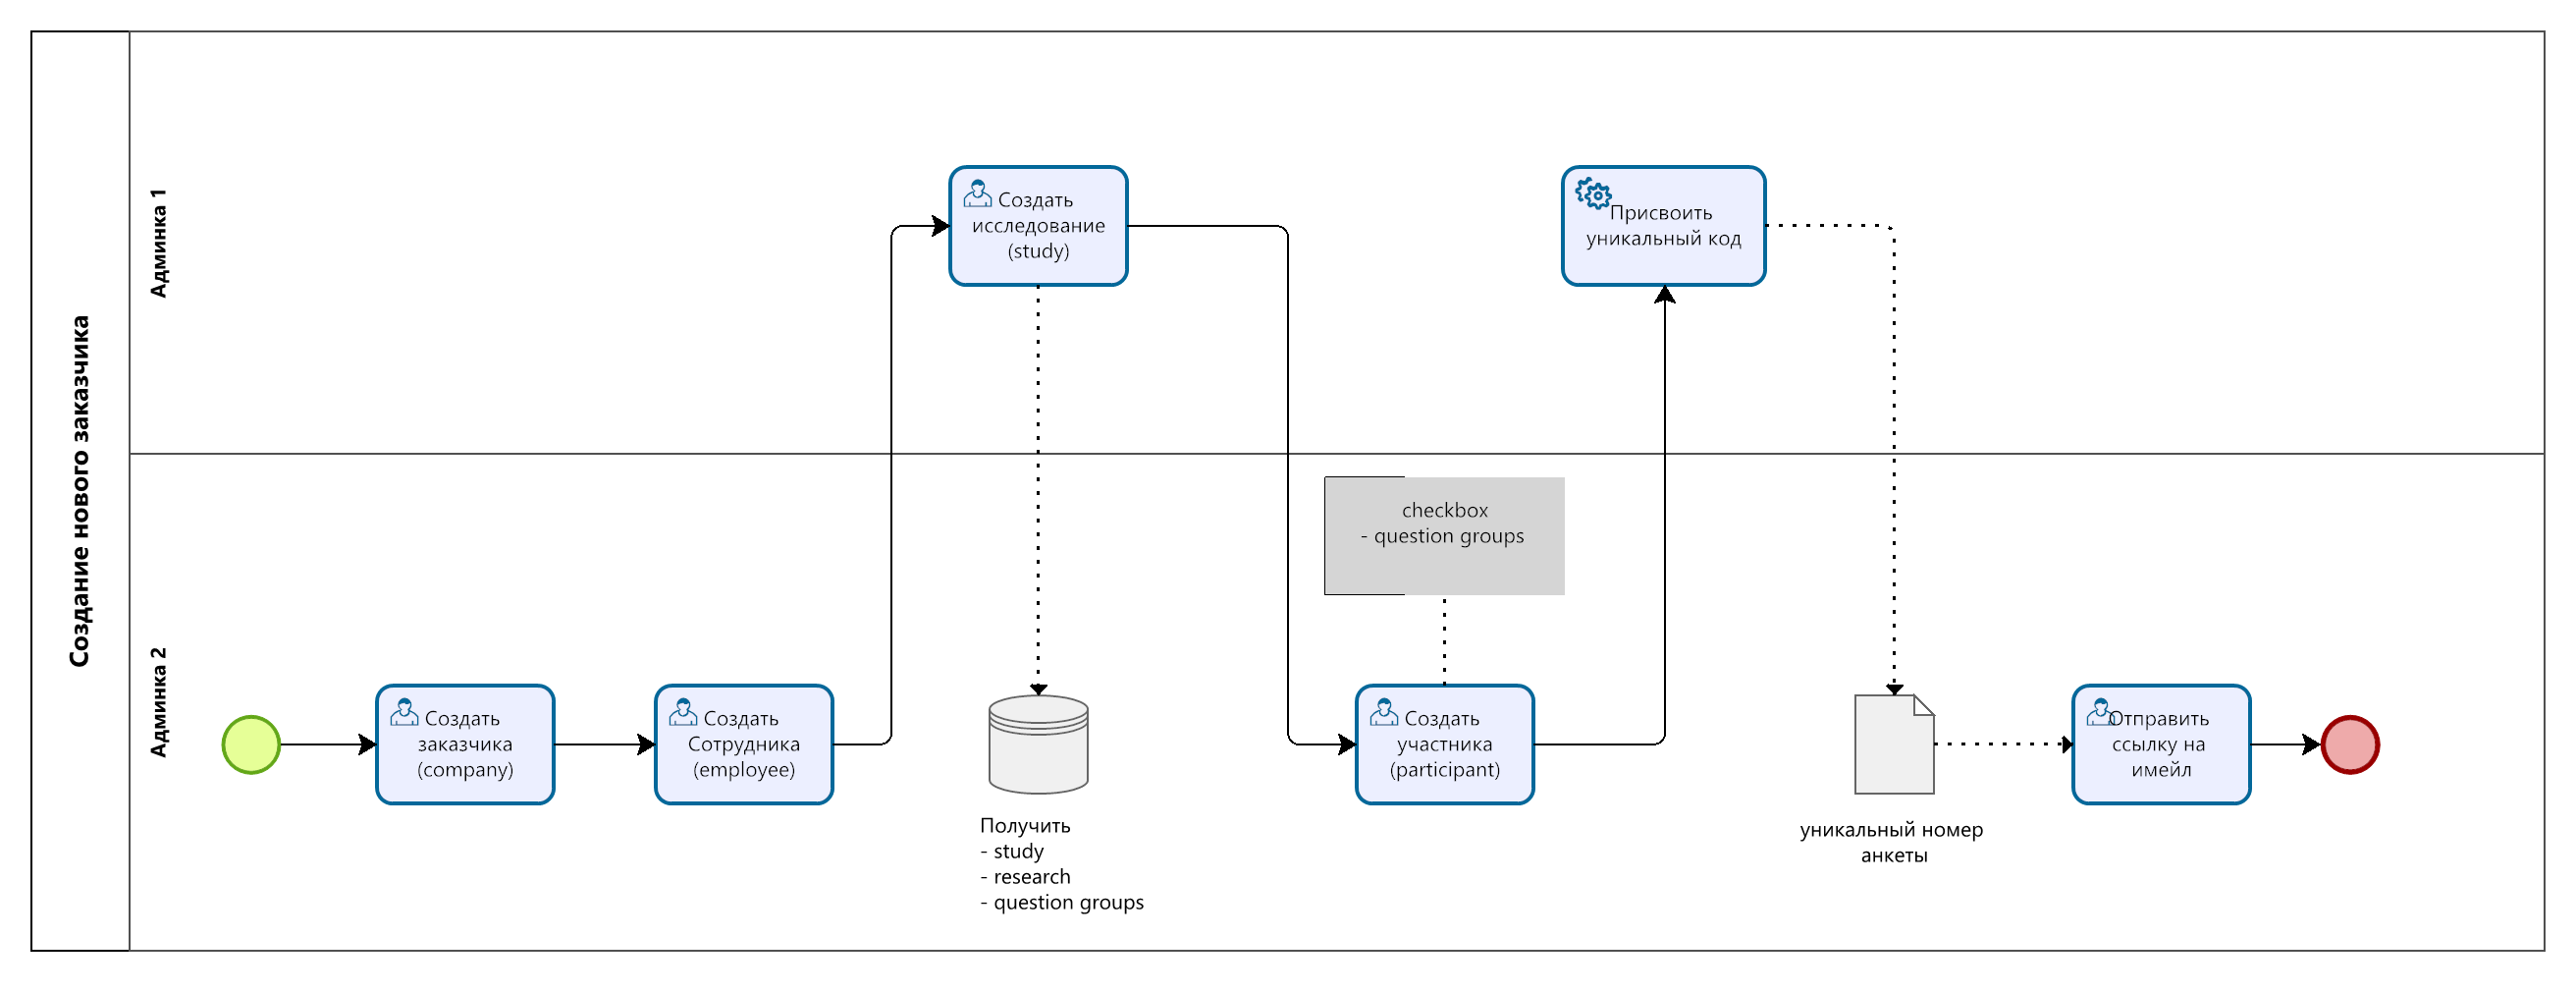 Создание нового заказчика
Админка 1
Создать
исследование
(study)
Присвоить
уникальный код
Админка 2
checkbox
- question groups
Создать
заказчика
(company)
Создать
Сотрудника
(employee)
Получить
- study
- research
- question groups
Создать
участника
(participant)
уникальный номер
анкеты
Отправить
ссылку на
имейл